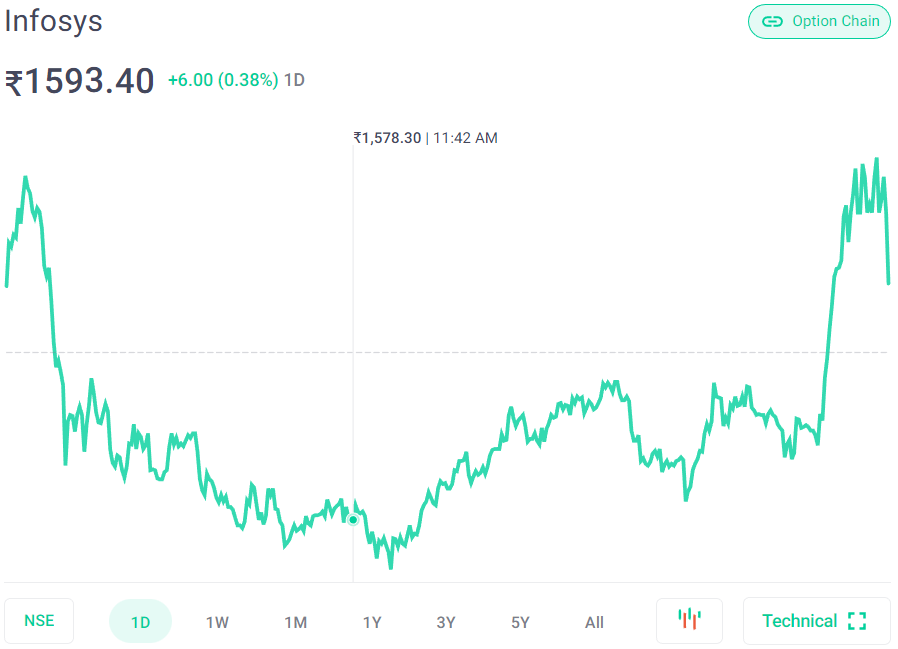 Infosys
Option Chain
₹1593.40 +6.00 (0.38%) 1D
₹1,578.30 | 11:42 AM
NSE 1D 1W 1M 1Y 3Y 5Y All Technical